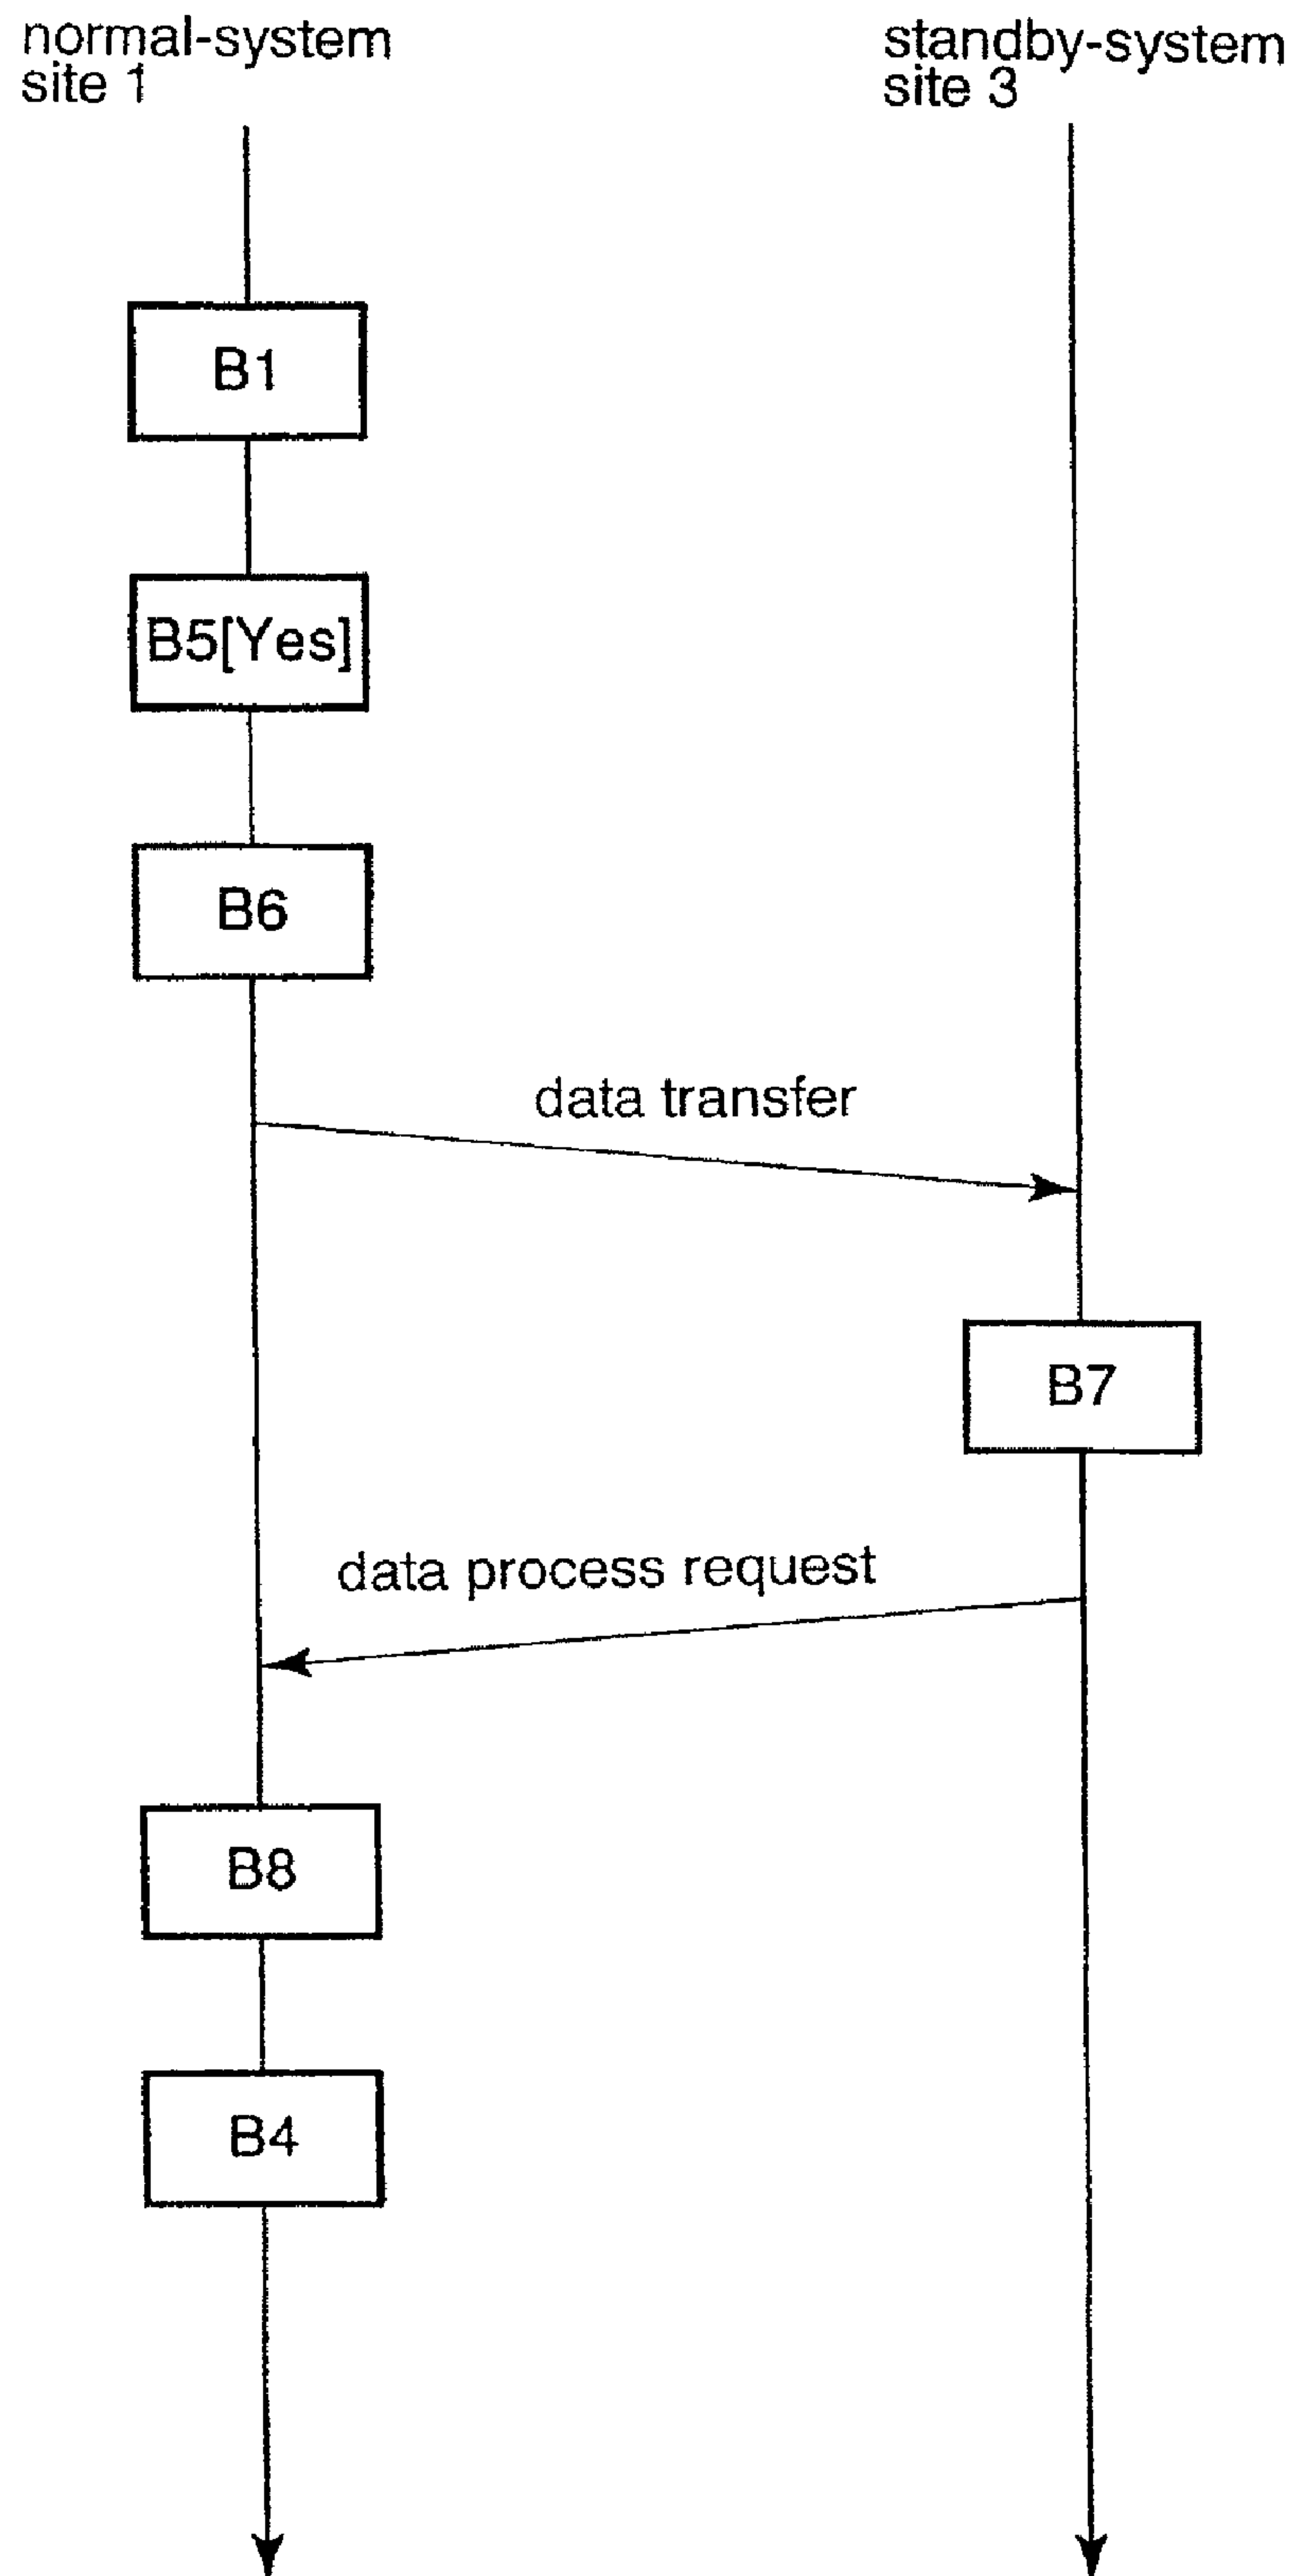 normal-system
site 1
standby-system
site 3
B1
B5[Yes]
B6
data transfer
B7
data process request
B8
B4